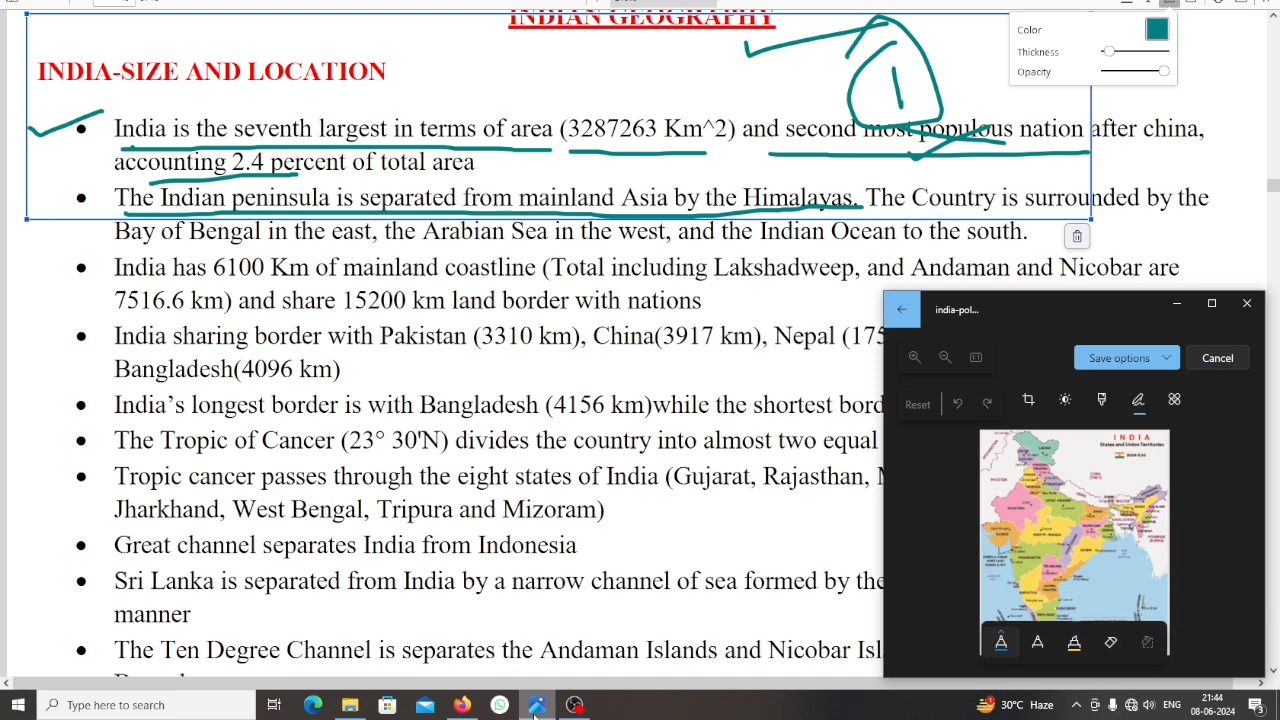 INDIAN GEOGRAPHY
INDIA-SIZE AND LOCATION
• India is the seventh largest in terms of area (3287263 Km^2) and second most populous nation after china,
accounting 2.4 percent of total area
• The Indian peninsula is separated from mainland Asia by the Himalayas. The Country is surrounded by the
Bay of Bengal in the east, the Arabian Sea in the west, and the Indian Ocean to the south.
• India has 6100 Km of mainland coastline (Total including Lakshadweep, and Andaman and Nicobar are
7516.6 km) and share 15200 km land border with nations
• India sharing border with Pakistan (3310 km), China(3917 km), Nepal (175
Bangladesh(4096 km)
• India’s longest border is with Bangladesh (4156 km)while the shortest bord
• The Tropic of Cancer (23° 30'N) divides the country into almost two equal
• Tropic cancer passes through the eight states of India (Gujarat, Rajasthan,
Jharkhand, West Bengal, Tripura and Mizoram)
• Great channel separates India from Indonesia
• Sri Lanka is separated from India by a narrow channel of sea formed by the
manner
• The Ten Degree Channel is separates the Andaman Islands and Nicobar Isl
1
Color
Thickness
Opacity
india-pol...
Save options
Cancel
Reset
INDIA
States and Union Territories
Type here to search
30°C Haze
ENG
21:44
08-06-2024
3